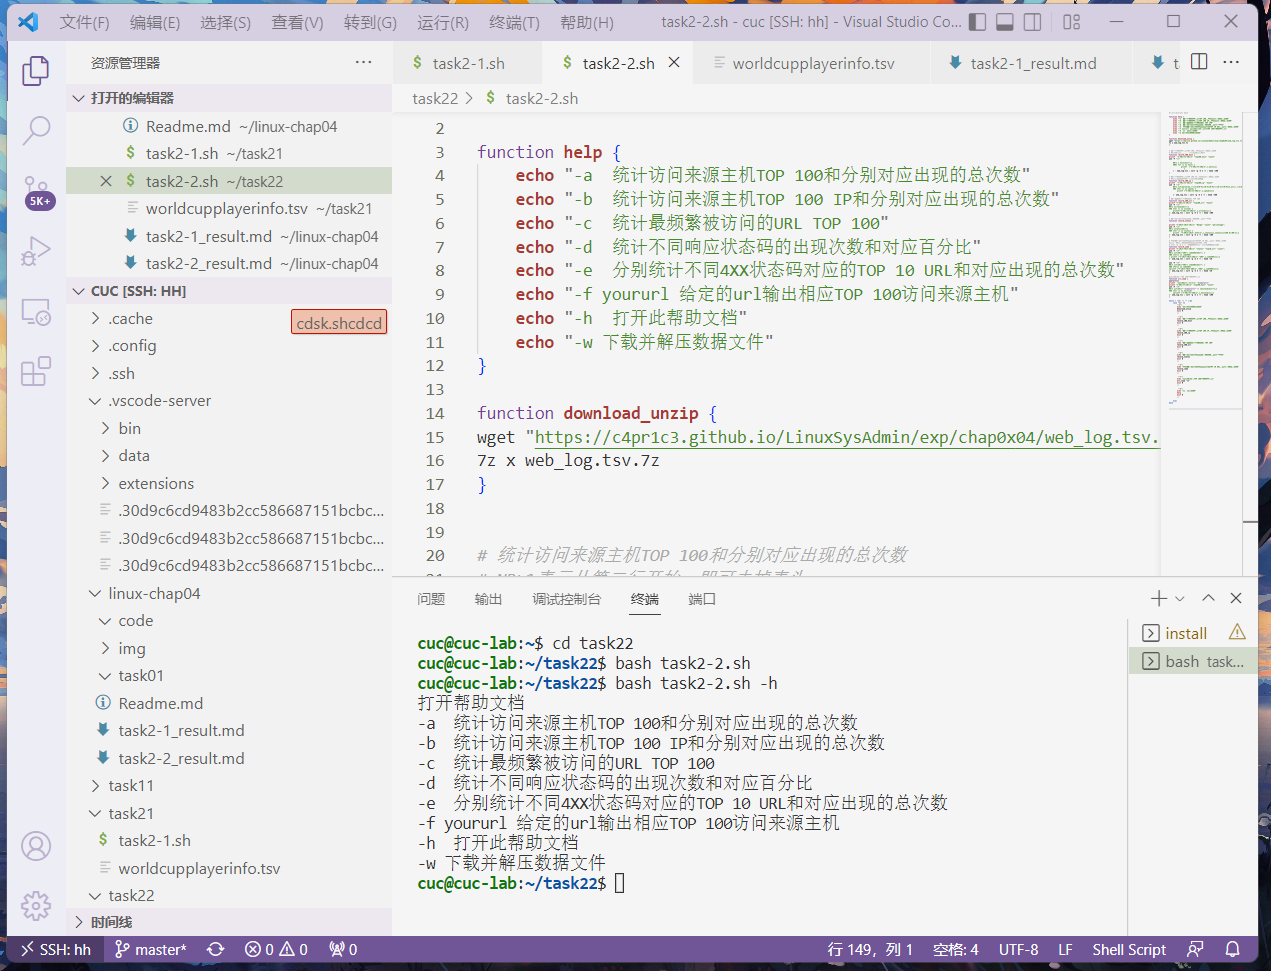 文件(F) 编辑(E) 选择(S) 查看(V) 转到(G) 运行(R) 终端(T) 帮助(H) task2-2.sh - cuc [SSH: hh] - Visual Studio Co...
资源管理器 ···
打开的编辑器
Readme.md ~/linux-chap04
$ task2-1.sh ~/task21
$ task2-2.sh ~/task22
worldcupplayerinfo.tsv ~/task21
task2-1_result.md ~/linux-chap04
task2-2_result.md ~/linux-chap04
5K+
CUC [SSH: HH]
.cache
cdsk.shcdcd
.config
.ssh
.vscode-server
bin
data
extensions
.30d9c6cd9483b2cc586687151bcbc...
.30d9c6cd9483b2cc586687151bcbc...
.30d9c6cd9483b2cc586687151bcbc...
linux-chap04
code
img
task01
Readme.md
task2-1_result.md
task2-2_result.md
task11
task21
$ task2-1.sh
worldcupplayerinfo.tsv
task22
时间线
$ task2-1.sh $ task2-2.sh worldcupplayerinfo.tsv task2-1_result.md t
task22 > $ task2-2.sh
2
3 function help {
4 echo "-a 统计访问来源主机TOP 100和分别对应出现的总次数"
5 echo "-b 统计访问来源主机TOP 100 IP和分别对应出现的总次数"
6 echo "-c 统计最频繁被访问的URL TOP 100"
7 echo "-d 统计不同响应状态码的出现次数和对应百分比"
8 echo "-e 分别统计不同4XX状态码对应的TOP 10 URL和对应出现的总次数"
9 echo "-f yoururl 给定的url输出相应TOP 100访问来源主机"
10 echo "-h 打开此帮助文档"
11 echo "-w 下载并解压数据文件"
12 }
13
14 function download_unzip {
15 wget "https://c4pr1c3.github.io/LinuxSysAdmin/exp/chap0x04/web_log.tsv.
16 7z x web_log.tsv.7z
17 }
18
19
20 # 统计访问来源主机TOP 100和分别对应出现的总次数
问题 输出 调试控制台 终端 端口
install
bash task...
cuc@cuc-lab:~$ cd task22
cuc@cuc-lab:~/task22$ bash task2-2.sh
cuc@cuc-lab:~/task22$ bash task2-2.sh -h
打开帮助文档
-a 统计访问来源主机TOP 100和分别对应出现的总次数
-b 统计访问来源主机TOP 100 IP和分别对应出现的总次数
-c 统计最频繁被访问的URL TOP 100
-d 统计不同响应状态码的出现次数和对应百分比
-e 分别统计不同4XX状态码对应的TOP 10 URL和对应出现的总次数
-f yoururl 给定的url输出相应TOP 100访问来源主机
-h 打开此帮助文档
-w 下载并解压数据文件
cuc@cuc-lab:~/task22$
SSH: hh master* 0 0 0 行 149, 列 1 空格: 4 UTF-8 LF Shell Script